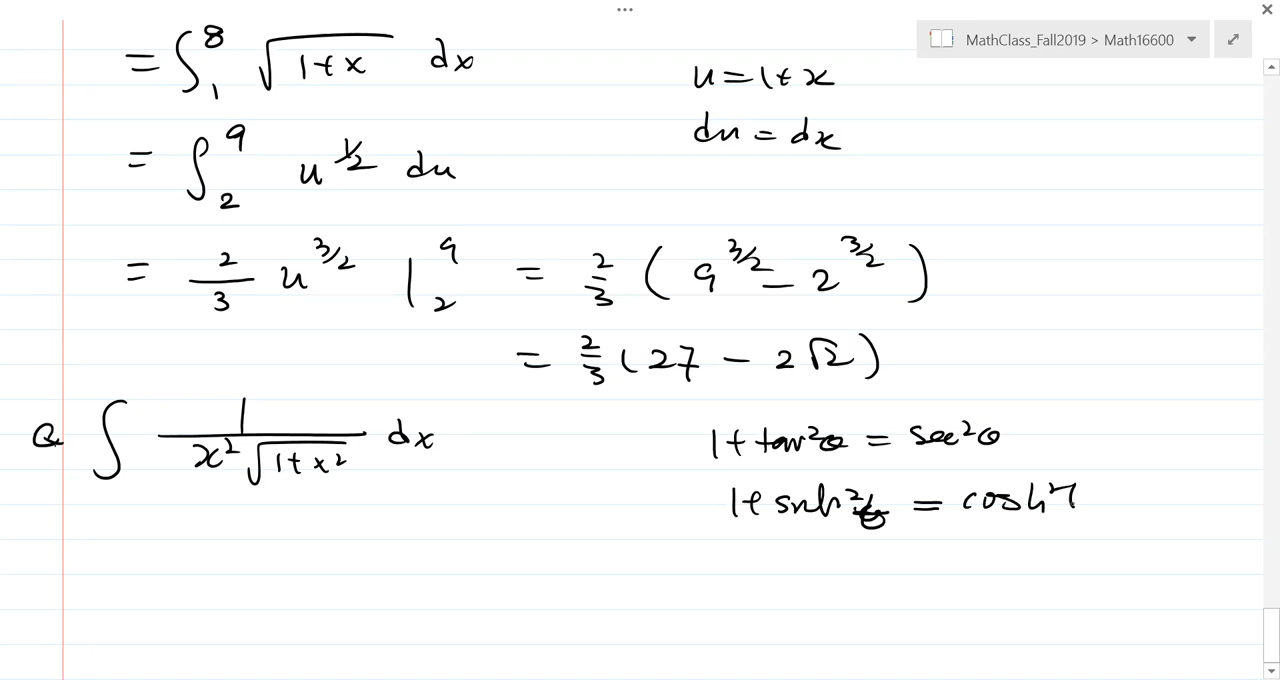 MathClass_Fall2019 > Math16600
= ∫₁⁸ √(1+x) dx
u = 1+x
du = dx
= ∫₂⁹ u^(1/2) du
= 2/3 u^(3/2) |₂⁹ = 2/3 ( 9^(3/2) − 2^(3/2) )
= 2/3 (27 − 2√2)
Q. ∫ 1/(x²√(1+x²)) dx
1+ tan²θ = sec²θ
1+ sinh² = cosh²